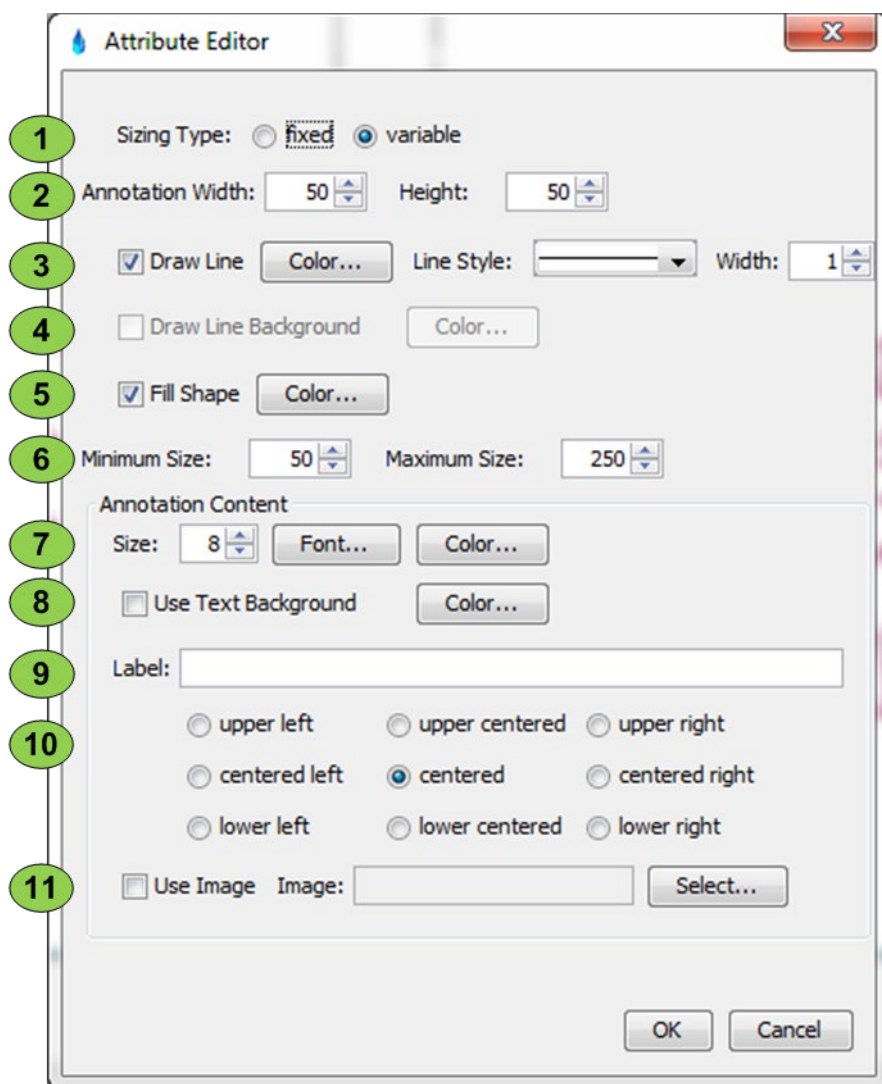 Attribute Editor
1 Sizing Type: fixed variable
2 Annotation Width: 50 Height: 50
3 Draw Line Color... Line Style: Width: 1
4 Draw Line Background Color...
5 Fill Shape Color...
6 Minimum Size: 50 Maximum Size: 250
Annotation Content
7 Size: 8 Font... Color...
8 Use Text Background Color...
9 Label:
upper left upper centered upper right
10
centered left centered centered right
lower left lower centered lower right
11 Use Image Image: Select...
OK Cancel